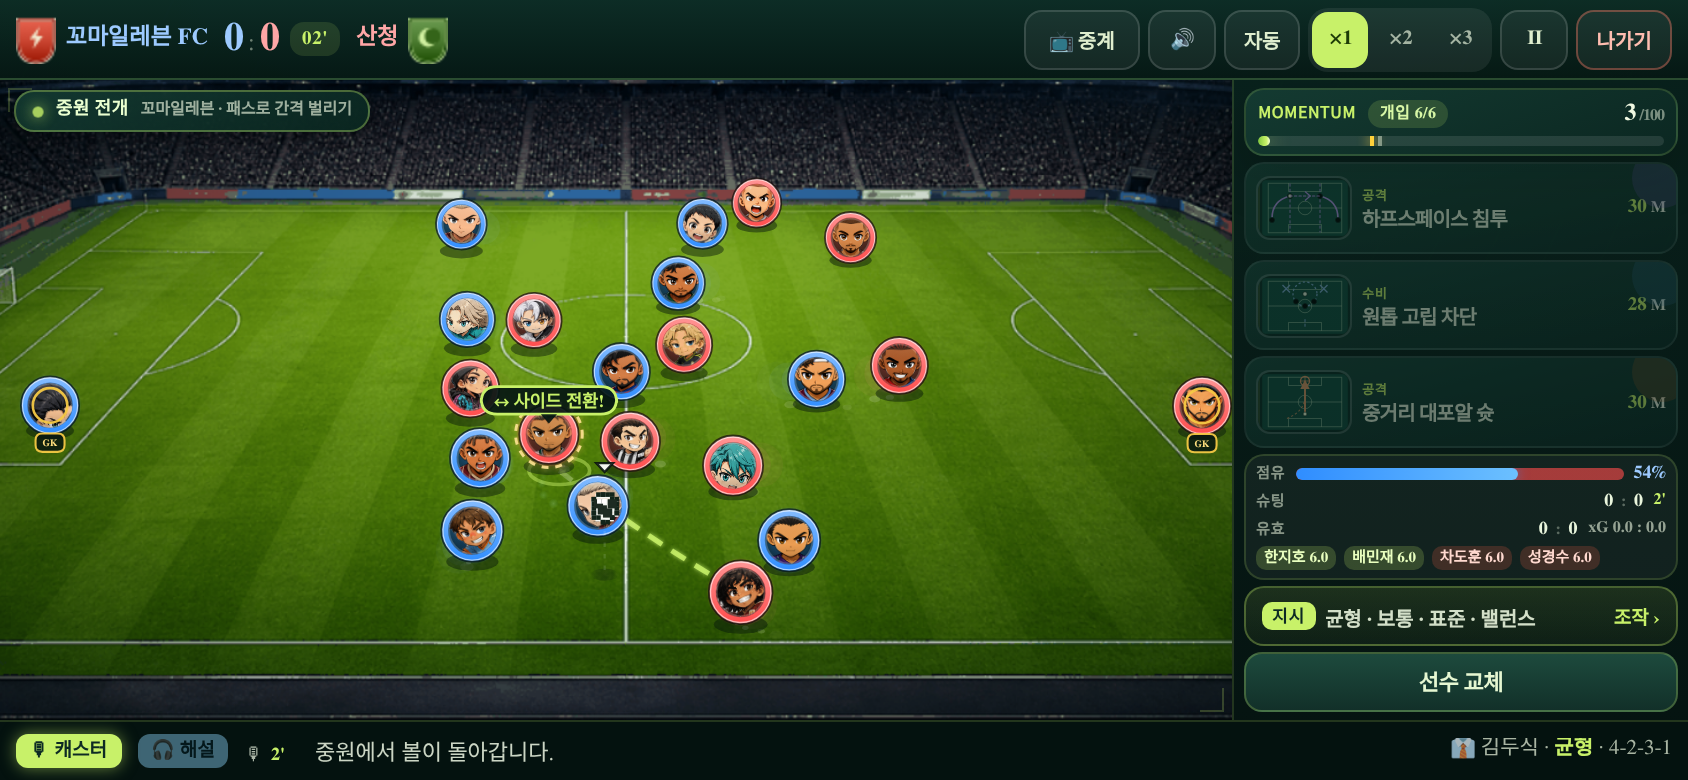 꼬마일레븐 FC 0 : 0 02' 산청
📺 중계 🔊 자동 ×1 ×2 ×3 II 나가기
중원 전개 꼬마일레븐 · 패스로 간격 벌리기
MOMENTUM 개입 6/6 3 /100
공격
하프스페이스 침투 30 M
수비
원톱 고립 차단 28 M
공격
중거리 대포알 슛 30 M
↔ 사이드 전환!
GK
GK
점유 54%
슈팅 0 : 0 2'
유효 0 : 0 xG 0.0 : 0.0
한지호 6.0 배민재 6.0 차도훈 6.0 성경수 6.0
지시 균형 · 보통 · 표준 · 밸런스 조작 ›
선수 교체
🎙 캐스터 🎧 해설 🎙 2' 중원에서 볼이 돌아갑니다.
👔 김두식 · 균형 · 4-2-3-1